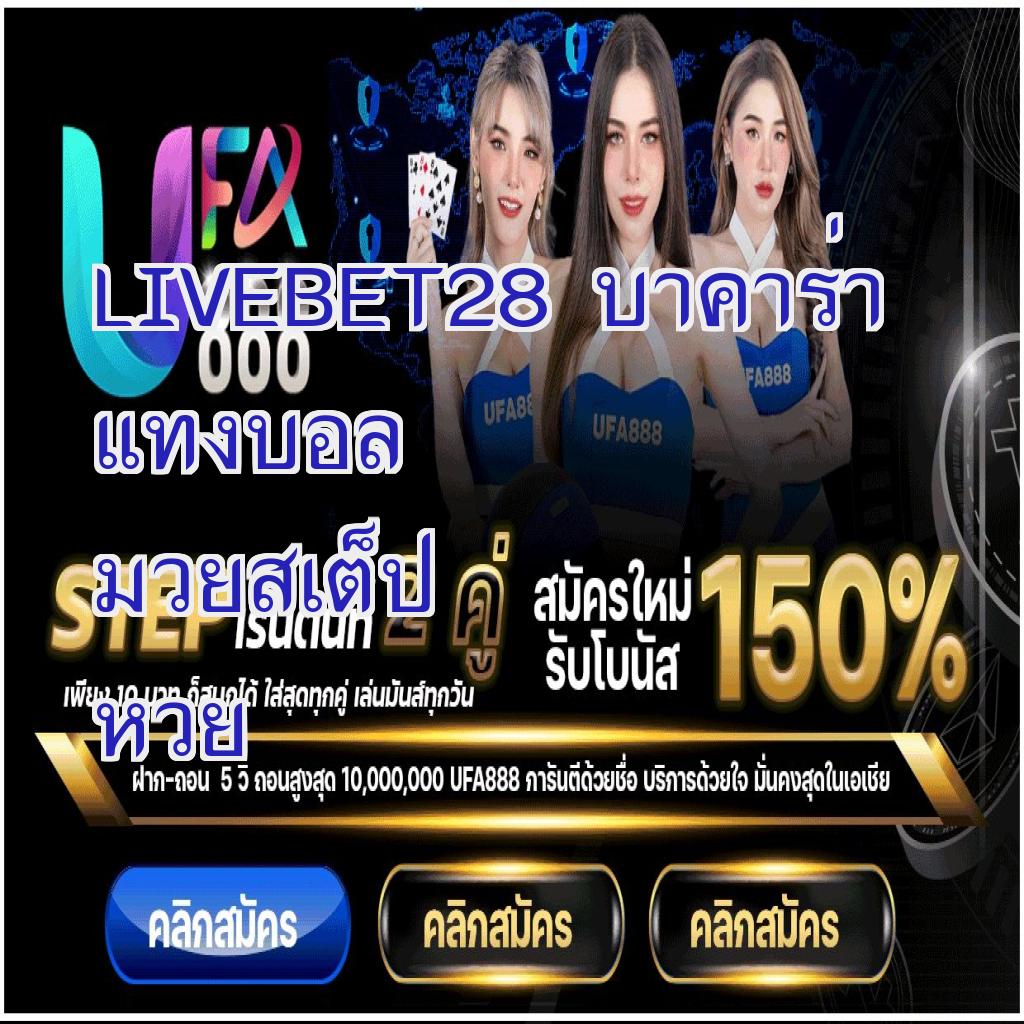 UFA
LIVEBET28 บาคาร่า
UFA888
UFA888
FA888
แทงบอล
มวยสเต็ป
2 คู่
สมัครใหม่
รับโบนัส
150%
ใส่สุดทุกคู่ เล่นมันส์ทุกวัน
หวย
ฝาก-ถอน 5 วิ ถอนสูงสุด 10,000,000 UFA888 การันตีด้วยชื่อ บริการด้วยใจ มั่นคงสุดในเอเชีย
คลิกสมัคร
คลิกสมัคร
คลิกสมัคร